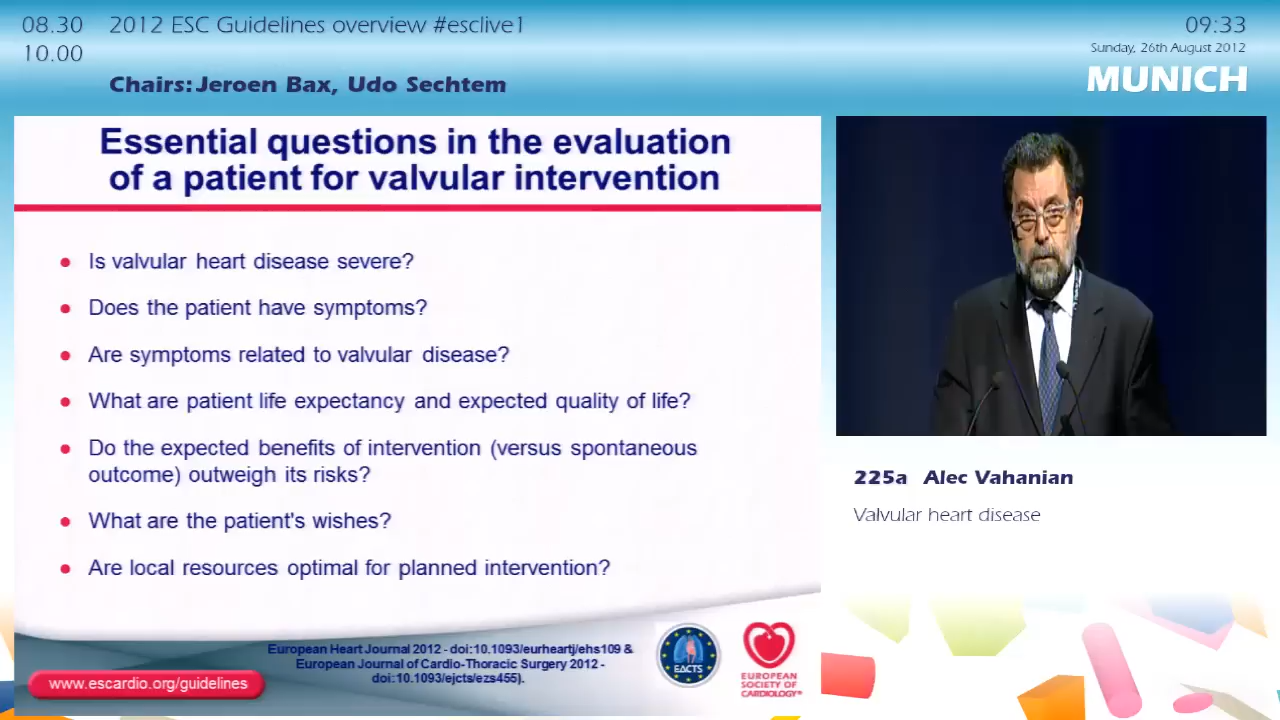 08.30 2012 ESC Guidelines overview #esclive1
10.00
Chairs: Jeroen Bax, Udo Sechtem
09:33
Sunday, 26th August 2012
MUNICH
Essential questions in the evaluation
of a patient for valvular intervention
Is valvular heart disease severe?
Does the patient have symptoms?
Are symptoms related to valvular disease?
What are patient life expectancy and expected quality of life?
Do the expected benefits of intervention (versus spontaneous
outcome) outweigh its risks?
What are the patient's wishes?
Are local resources optimal for planned intervention?
European Heart Journal 2012 - doi:10.1093/eurheartj/ehs109 &
European Journal of Cardio-Thoracic Surgery 2012 -
doi:10.1093/ejcts/ezs455).
www.escardio.org/guidelines
EACTS
EUROPEAN
SOCIETY OF
CARDIOLOGY®
225a Alec Vahanian
Valvular heart disease